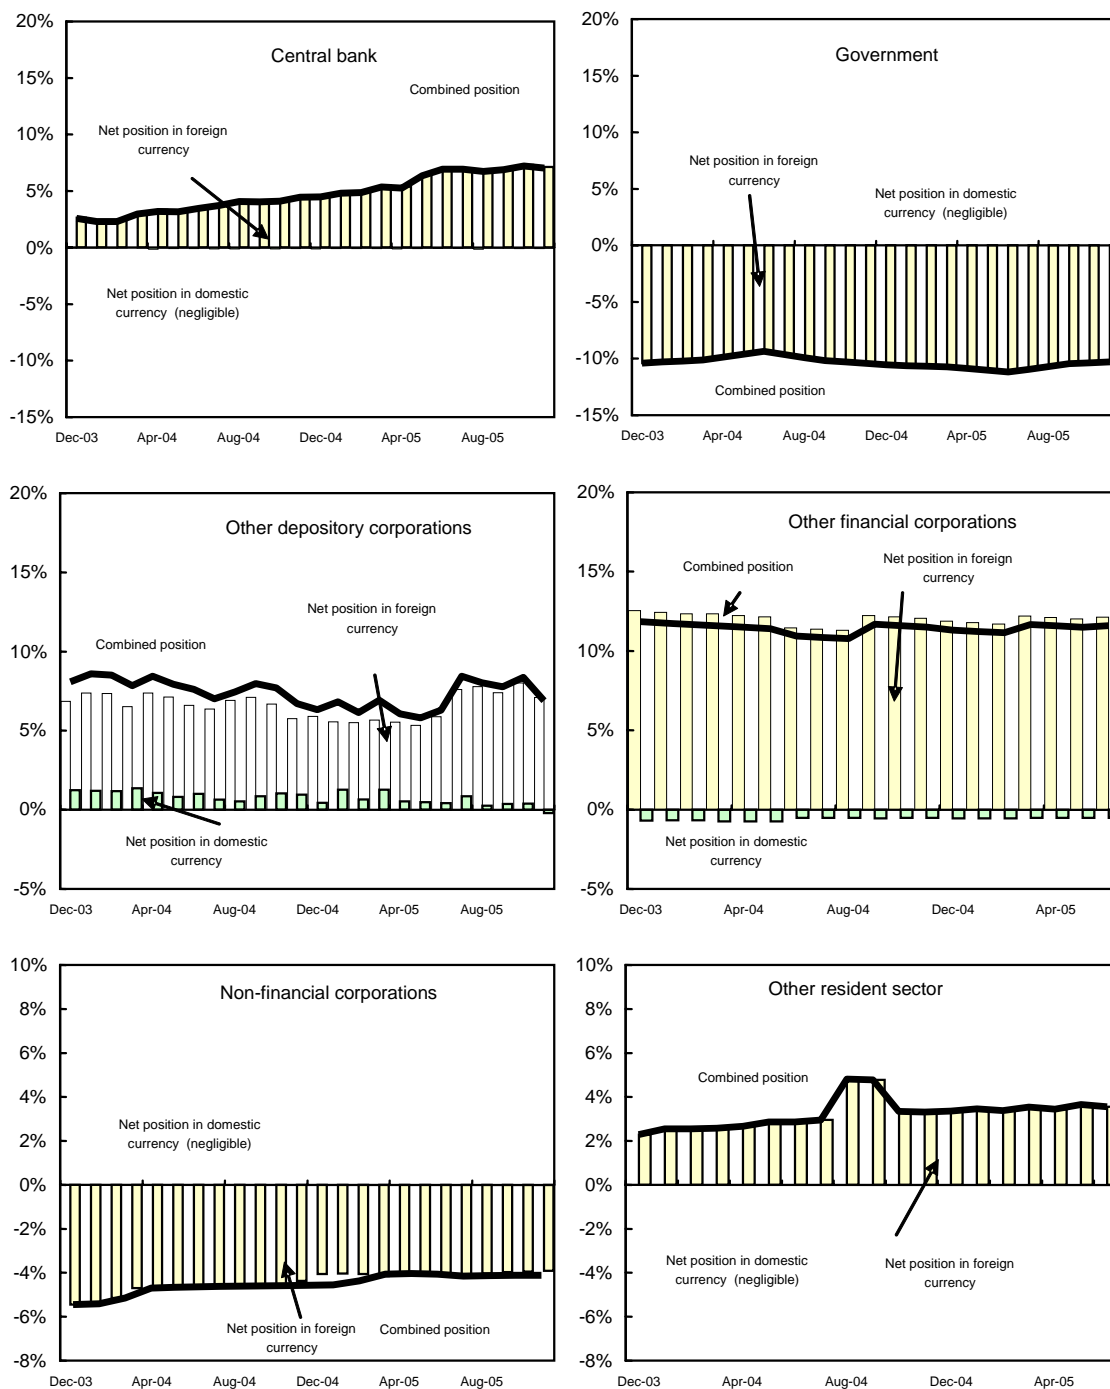 Central bank
20%
15%
10%
5%
0%
-5%
-10%
-15%
Combined position
Net position in foreign
currency
Net position in domestic
currency (negligible)
Dec-03 Apr-04 Aug-04 Dec-04 Apr-05 Aug-05
Government
20%
15%
10%
5%
0%
-5%
-10%
-15%
Net position in foreign
currency
Net position in domestic
currency (negligible)
Combined position
Dec-03 Apr-04 Aug-04 Dec-04 Apr-05 Aug-05
Other depository corporations
20%
15%
10%
5%
0%
-5%
Net position in foreign
currency
Combined position
Net position in domestic
currency
Dec-03 Apr-04 Aug-04 Dec-04 Apr-05 Aug-05
Other financial corporations
20%
15%
10%
5%
0%
-5%
Net position in foreign
currency
Combined position
Net position in domestic
currency
Dec-03 Apr-04 Aug-04 Dec-04 Apr-05
Non-financial corporations
10%
8%
6%
4%
2%
0%
-2%
-4%
-6%
-8%
Net position in domestic
currency (negligible)
Net position in foreign
currency
Combined position
Dec-03 Apr-04 Aug-04 Dec-04 Apr-05 Aug-05
Other resident sector
10%
8%
6%
4%
2%
0%
-2%
-4%
-6%
-8%
Combined position
Net position in domestic
currency (negligible)
Net position in foreign
currency
Dec-03 Apr-04 Aug-04 Dec-04 Apr-05